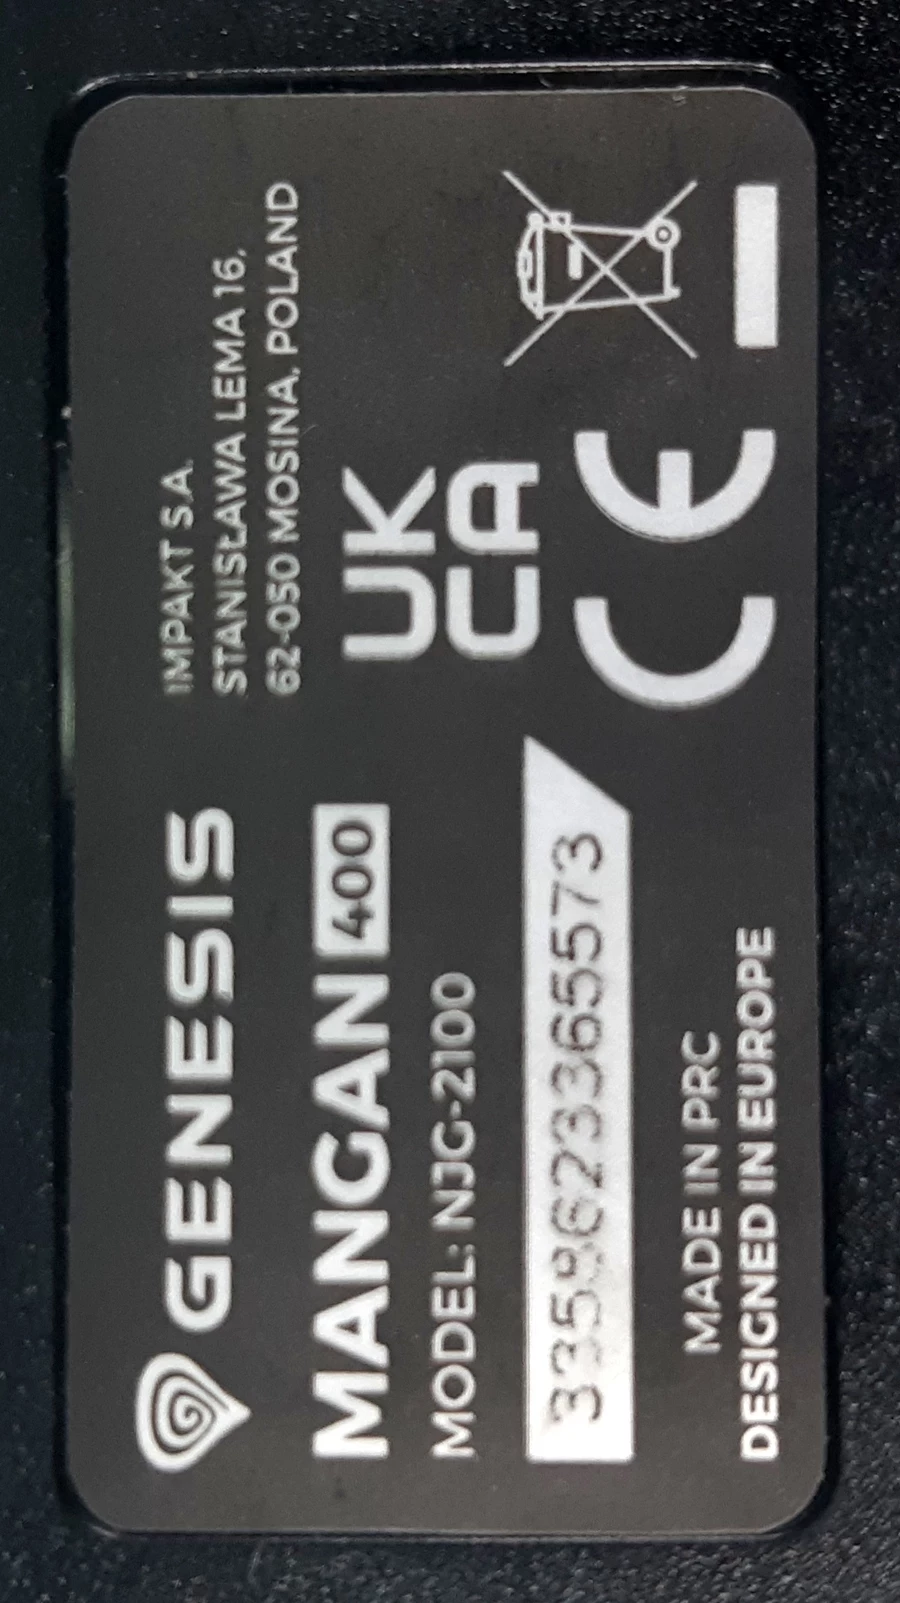 GENESIS
MANGAN 400
MODEL: NJG-2100
MADE IN PRC
DESIGNED IN EUROPE
IMPAKT S.A.
STANISŁAWA LEMA 16,
62-050 MOSINA, POLAND
UK
CA
CE